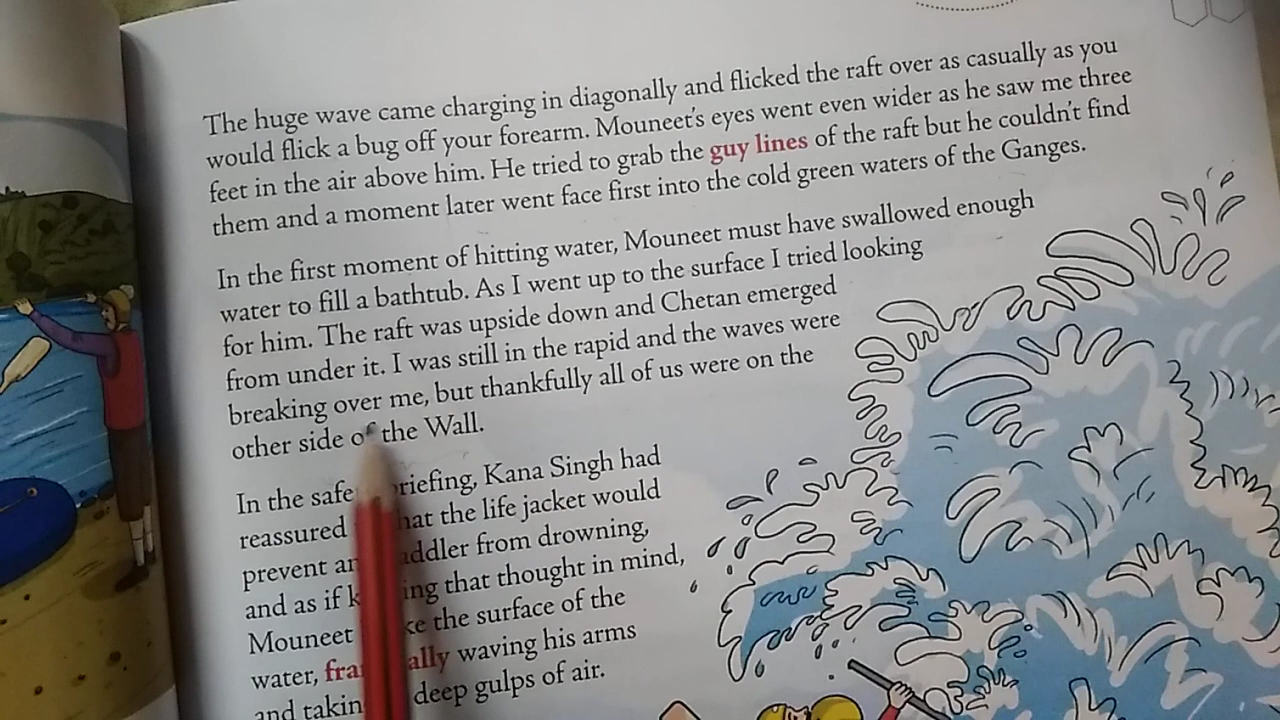 The huge wave came charging in diagonally and flicked the raft over as casually as you
would flick a bug off your forearm. Mouneet's eyes went even wider as he saw me three
feet in the air above him. He tried to grab the guy lines of the raft but he couldn't find
them and a moment later went face first into the cold green waters of the Ganges.
In the first moment of hitting water, Mouneet must have swallowed enough
water to fill a bathtub. As I went up to the surface I tried looking
for him. The raft was upside down and Chetan emerged
from under it. I was still in the rapid and the waves were
breaking over me, but thankfully all of us were on the
other side of the Wall.
In the briefing, Kana Singh had
reassured the life jacket would
prevent from drowning,
and as if that thought in mind,
Mouneet the surface of the
water, waving his arms
and deep gulps of air.